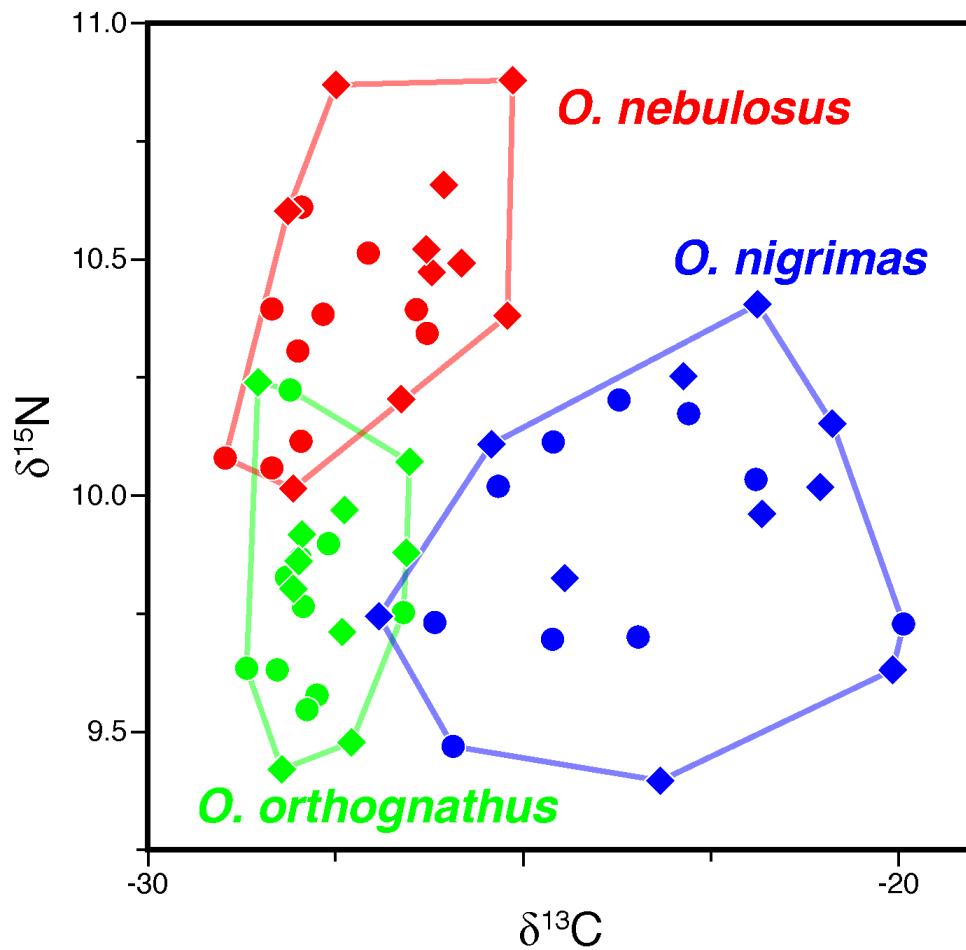 11.0
O. nebulosus
10.5
O. nigrimas
δ15N
10.0
9.5
O. orthognathus
-30
-20
δ13C